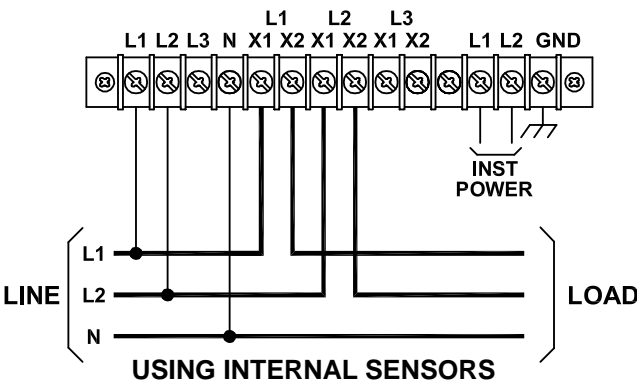 L1 L2 L3
L1 L2 L3 N X1 X2 X1 X2 X1 X2 L1 L2 GND
INST
POWER
L1
LINE L2 LOAD
N
USING INTERNAL SENSORS